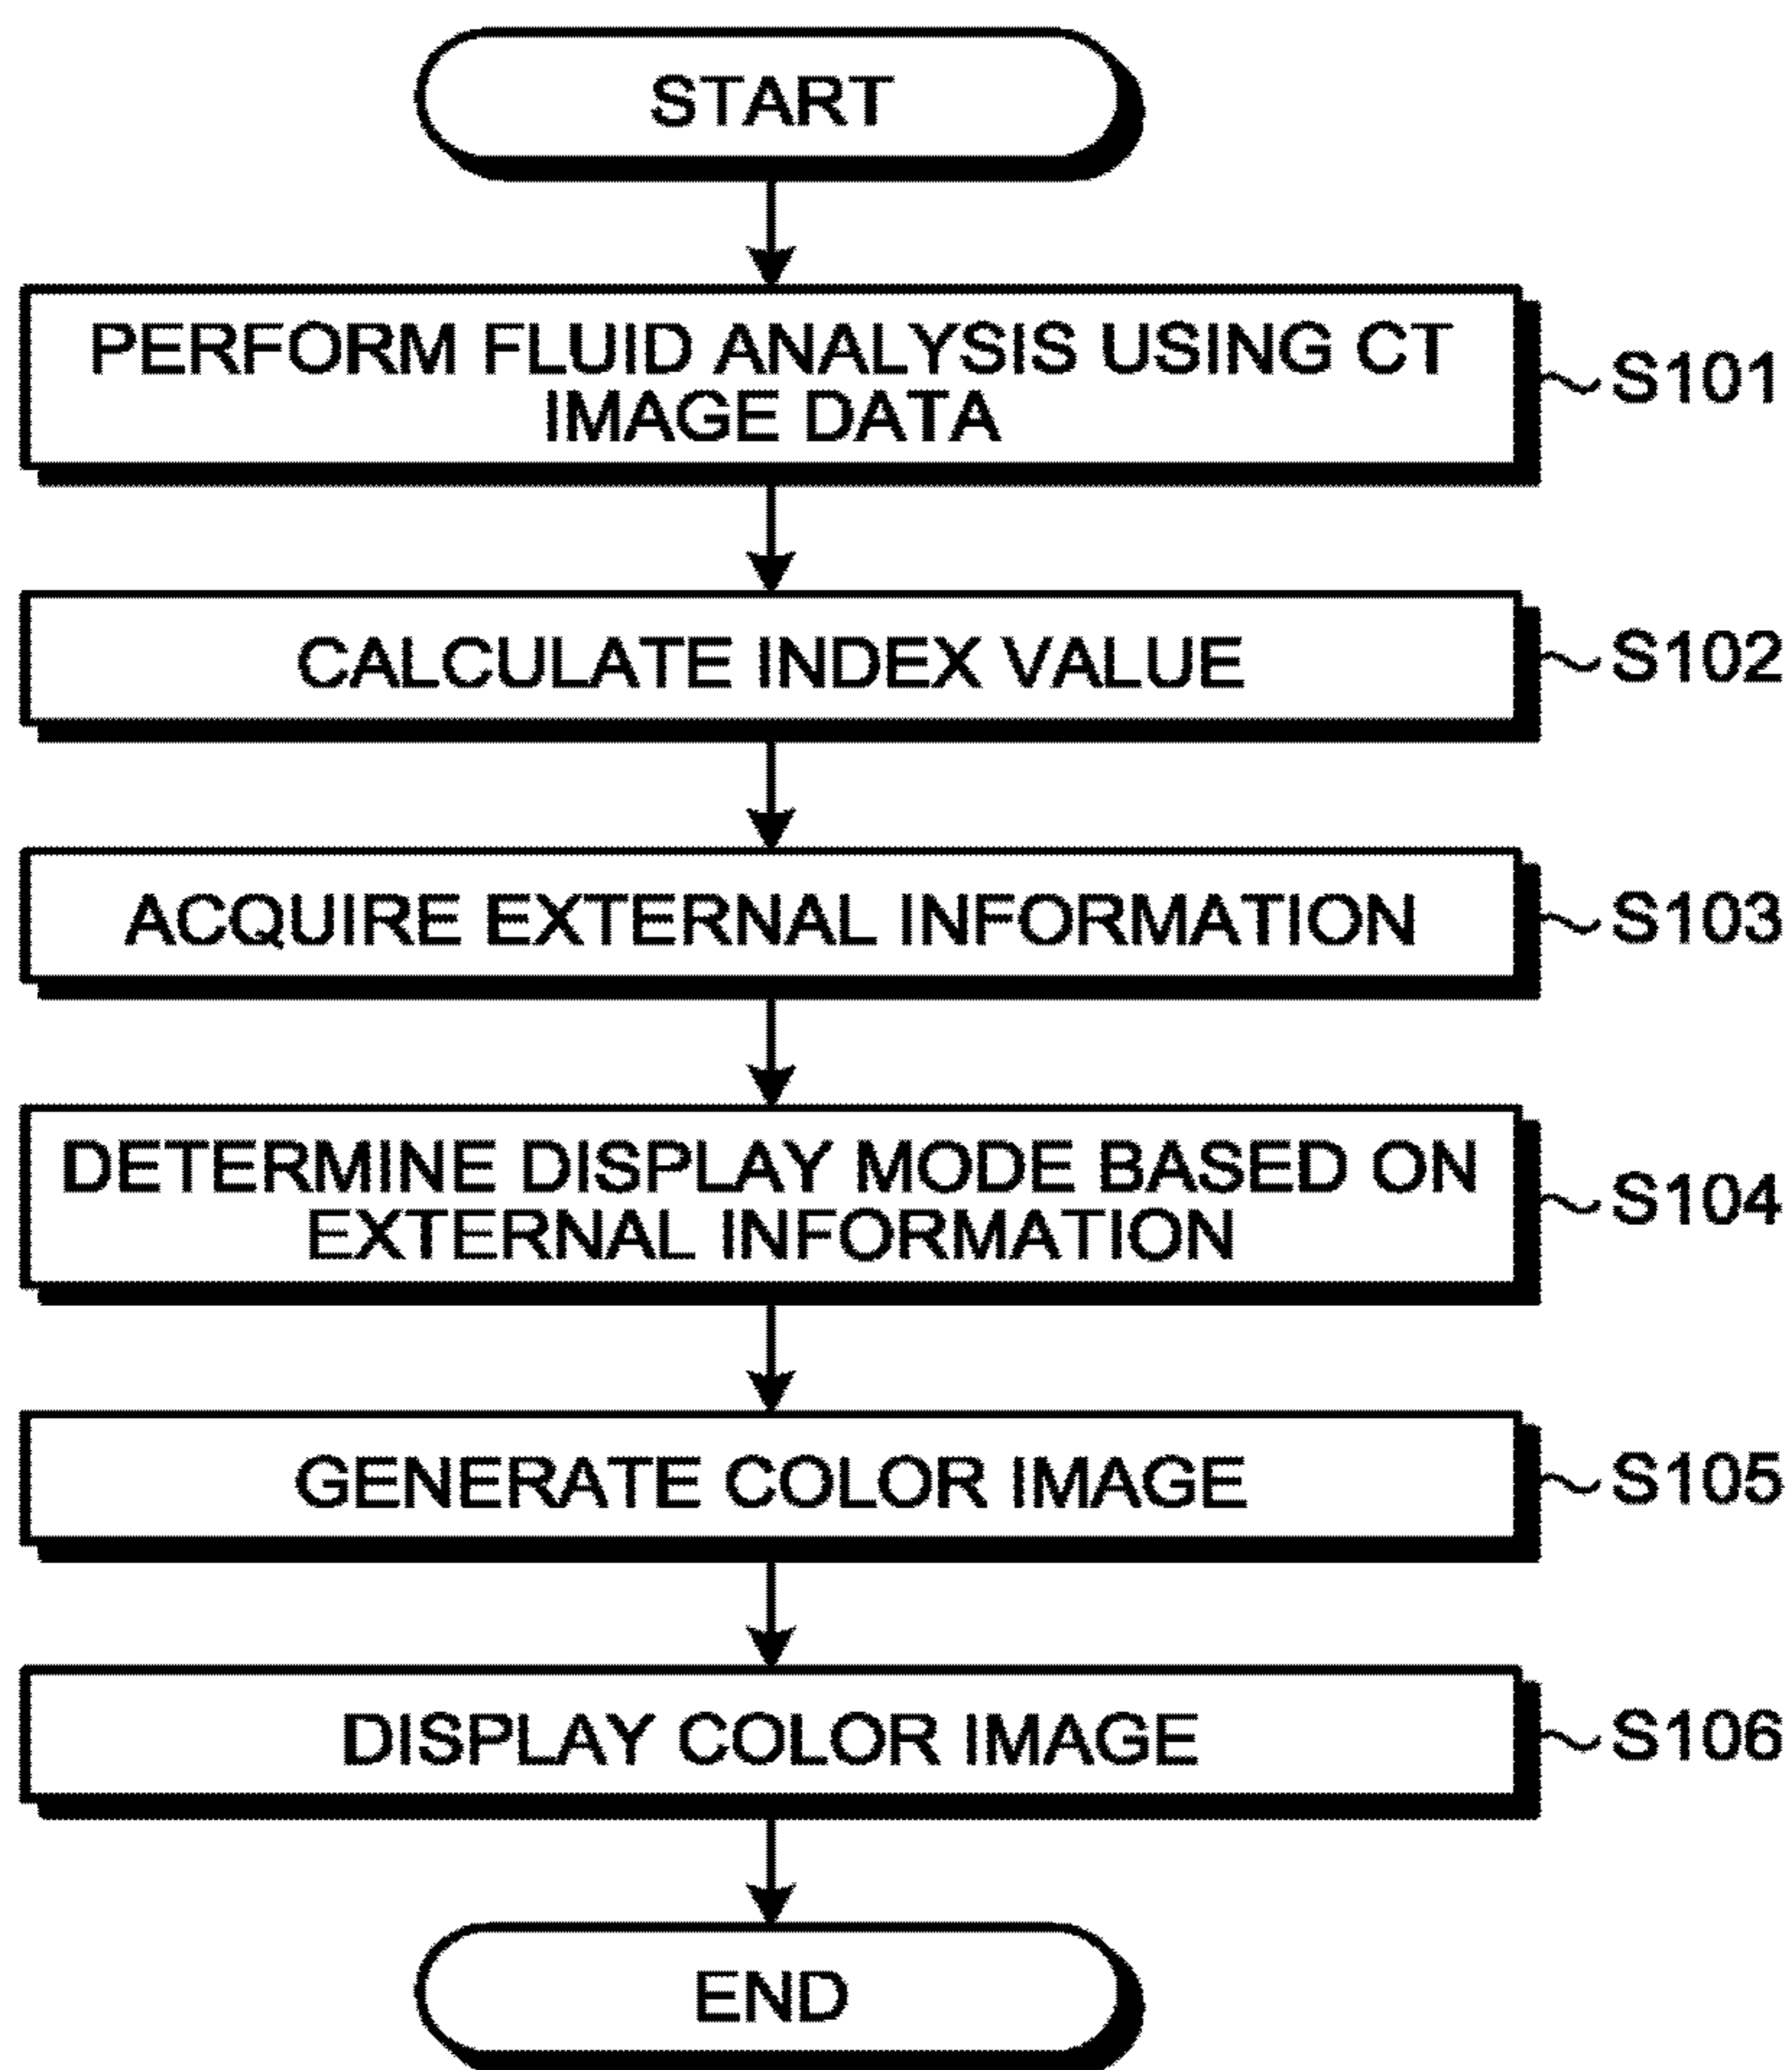 START
PERFORM FLUID ANALYSIS USING CT
IMAGE DATA
S101
CALCULATE INDEX VALUE
S102
ACQUIRE EXTERNAL INFORMATION
S103
DETERMINE DISPLAY MODE BASED ON
EXTERNAL INFORMATION
S104
GENERATE COLOR IMAGE
S105
DISPLAY COLOR IMAGE
S106
END